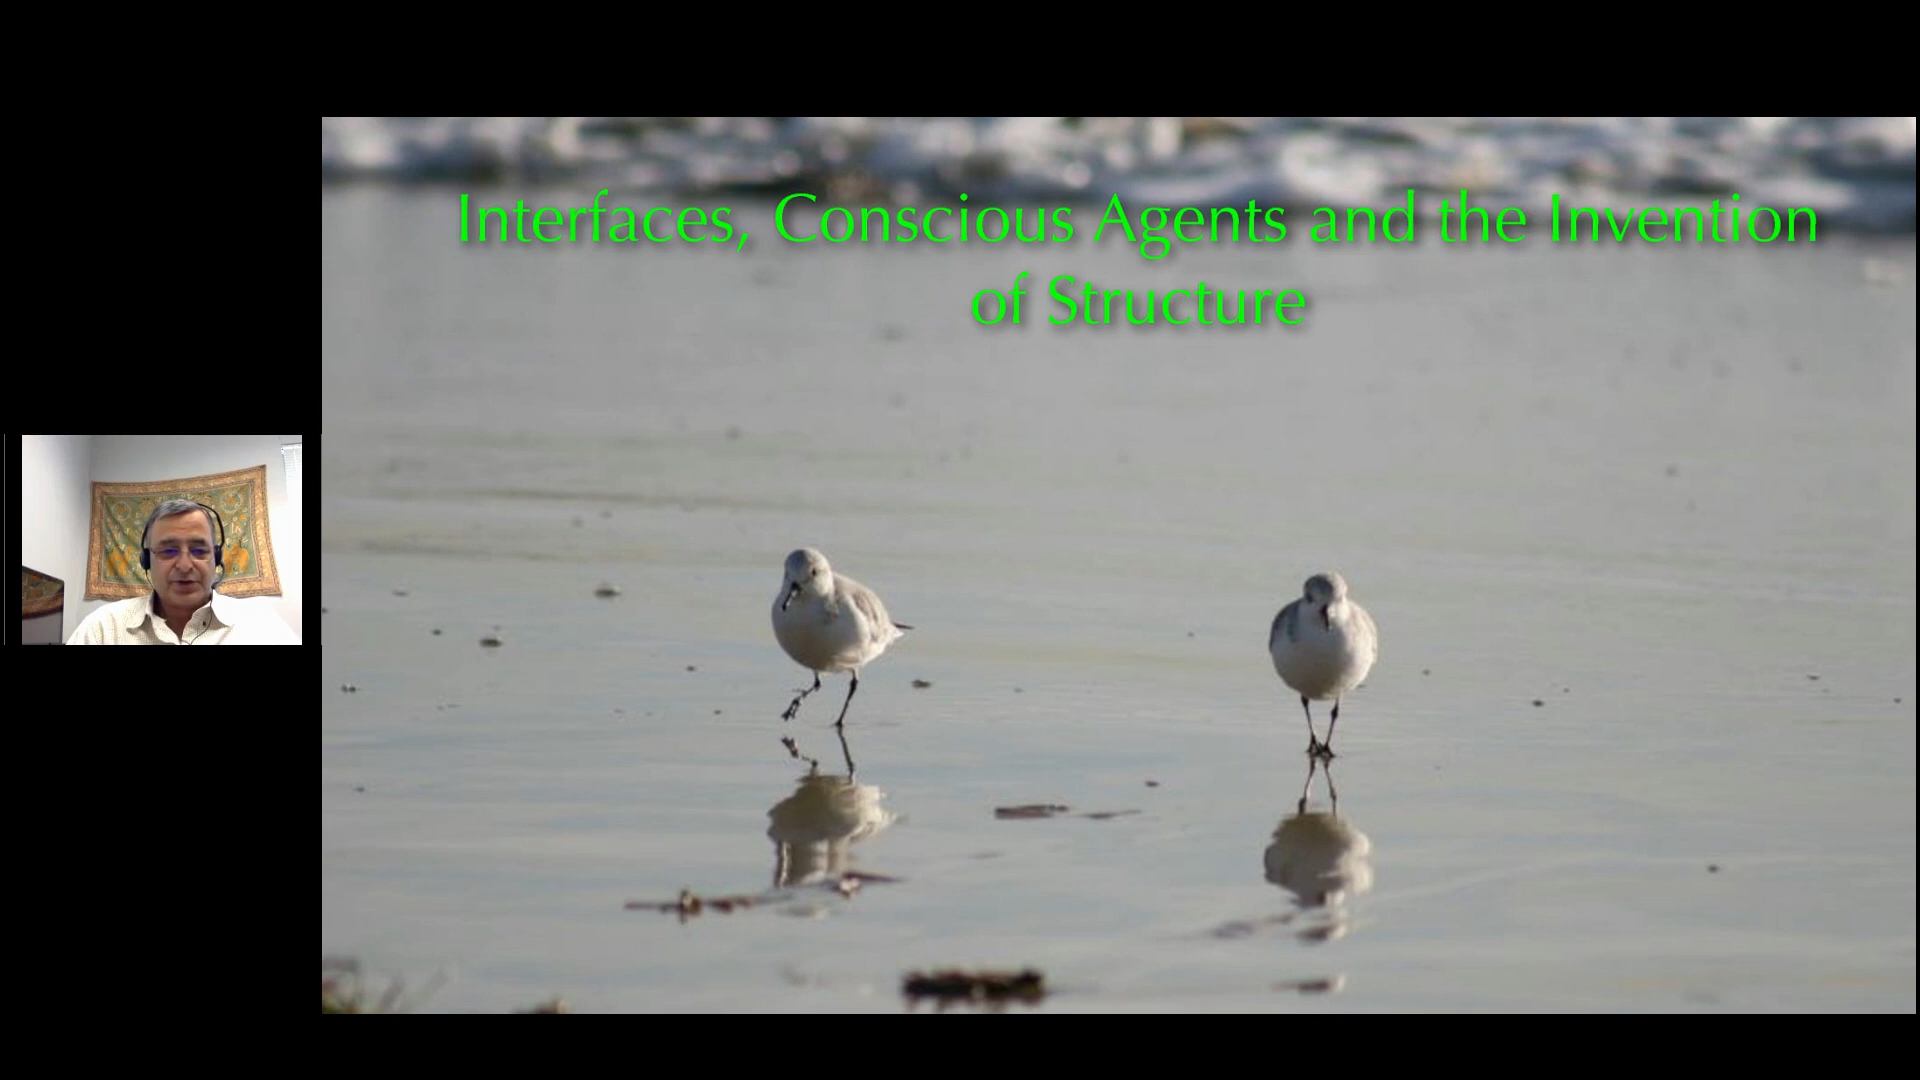 Interfaces, Conscious Agents and the Invention
of Structure